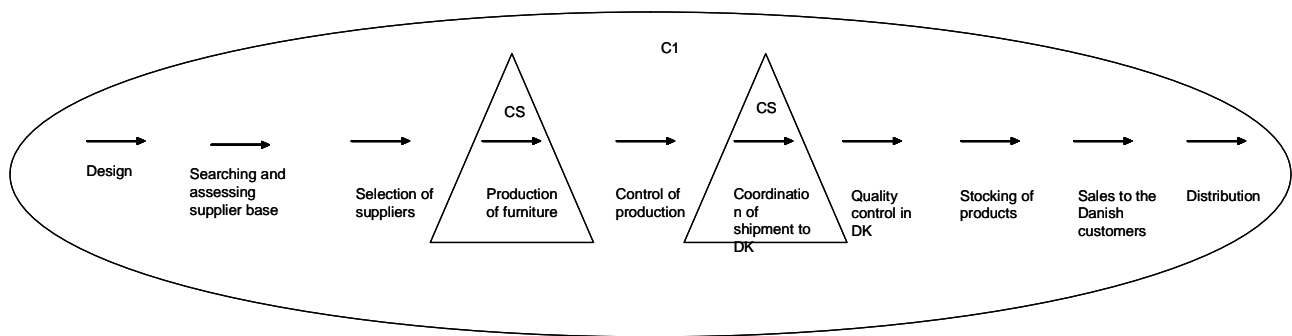 C1
CS
CS
Design
Searching and
assessing
supplier base
Selection of
suppliers
Production
of furniture
Control of
production
Coordinatio
n of
shipment to
DK
Quality
control in
DK
Stocking of
products
Sales to the
Danish
customers
Distribution